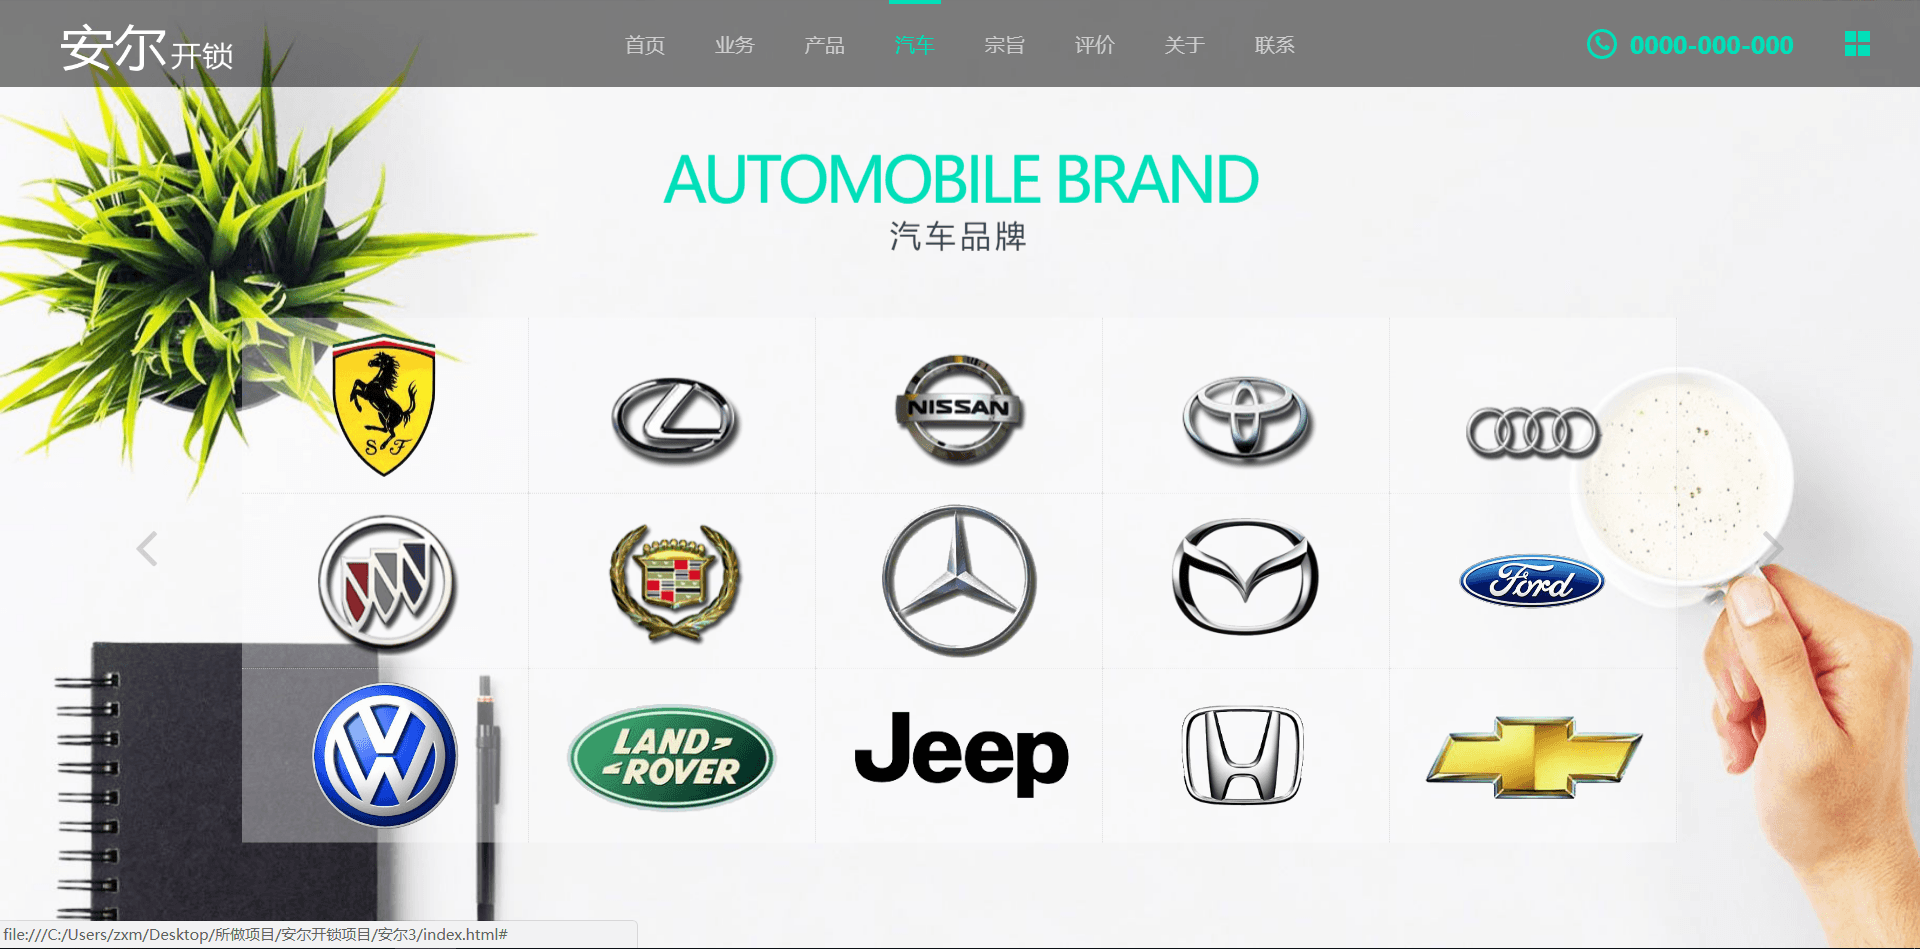 安尔开锁
首页 业务 产品 汽车 宗旨 评价 关于 联系
0000-000-000
AUTOMOBILE BRAND
汽车品牌
S F
NISSAN
Ford
LAND
ROVER
Jeep
file:///C:/Users/zxm/Desktop/所做项目/安尔开锁项目/安尔3/index.html#